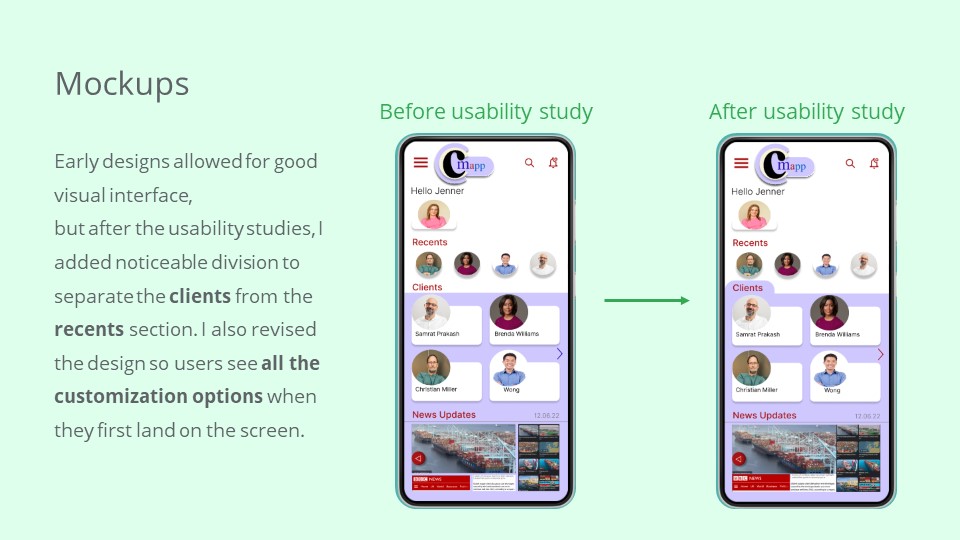 Mockups
Early designs allowed for good
visual interface,
but after the usability studies, I
added noticeable division to
separate the clients from the
recents section. I also revised
the design so users see all the
customization options when
they first land on the screen.
Before usability study
C mapp
Hello Jenner
Recents
Clients
Samrat Prakash
Brenda Williams
Christian Miller
Wong
News Updates
12.06.22
BBC NEWS
After usability study
C mapp
Hello Jenner
Recents
Clients
Samrat Prakash
Brenda Williams
Christian Miller
Wong
News Updates
12.06.22
BBC NEWS